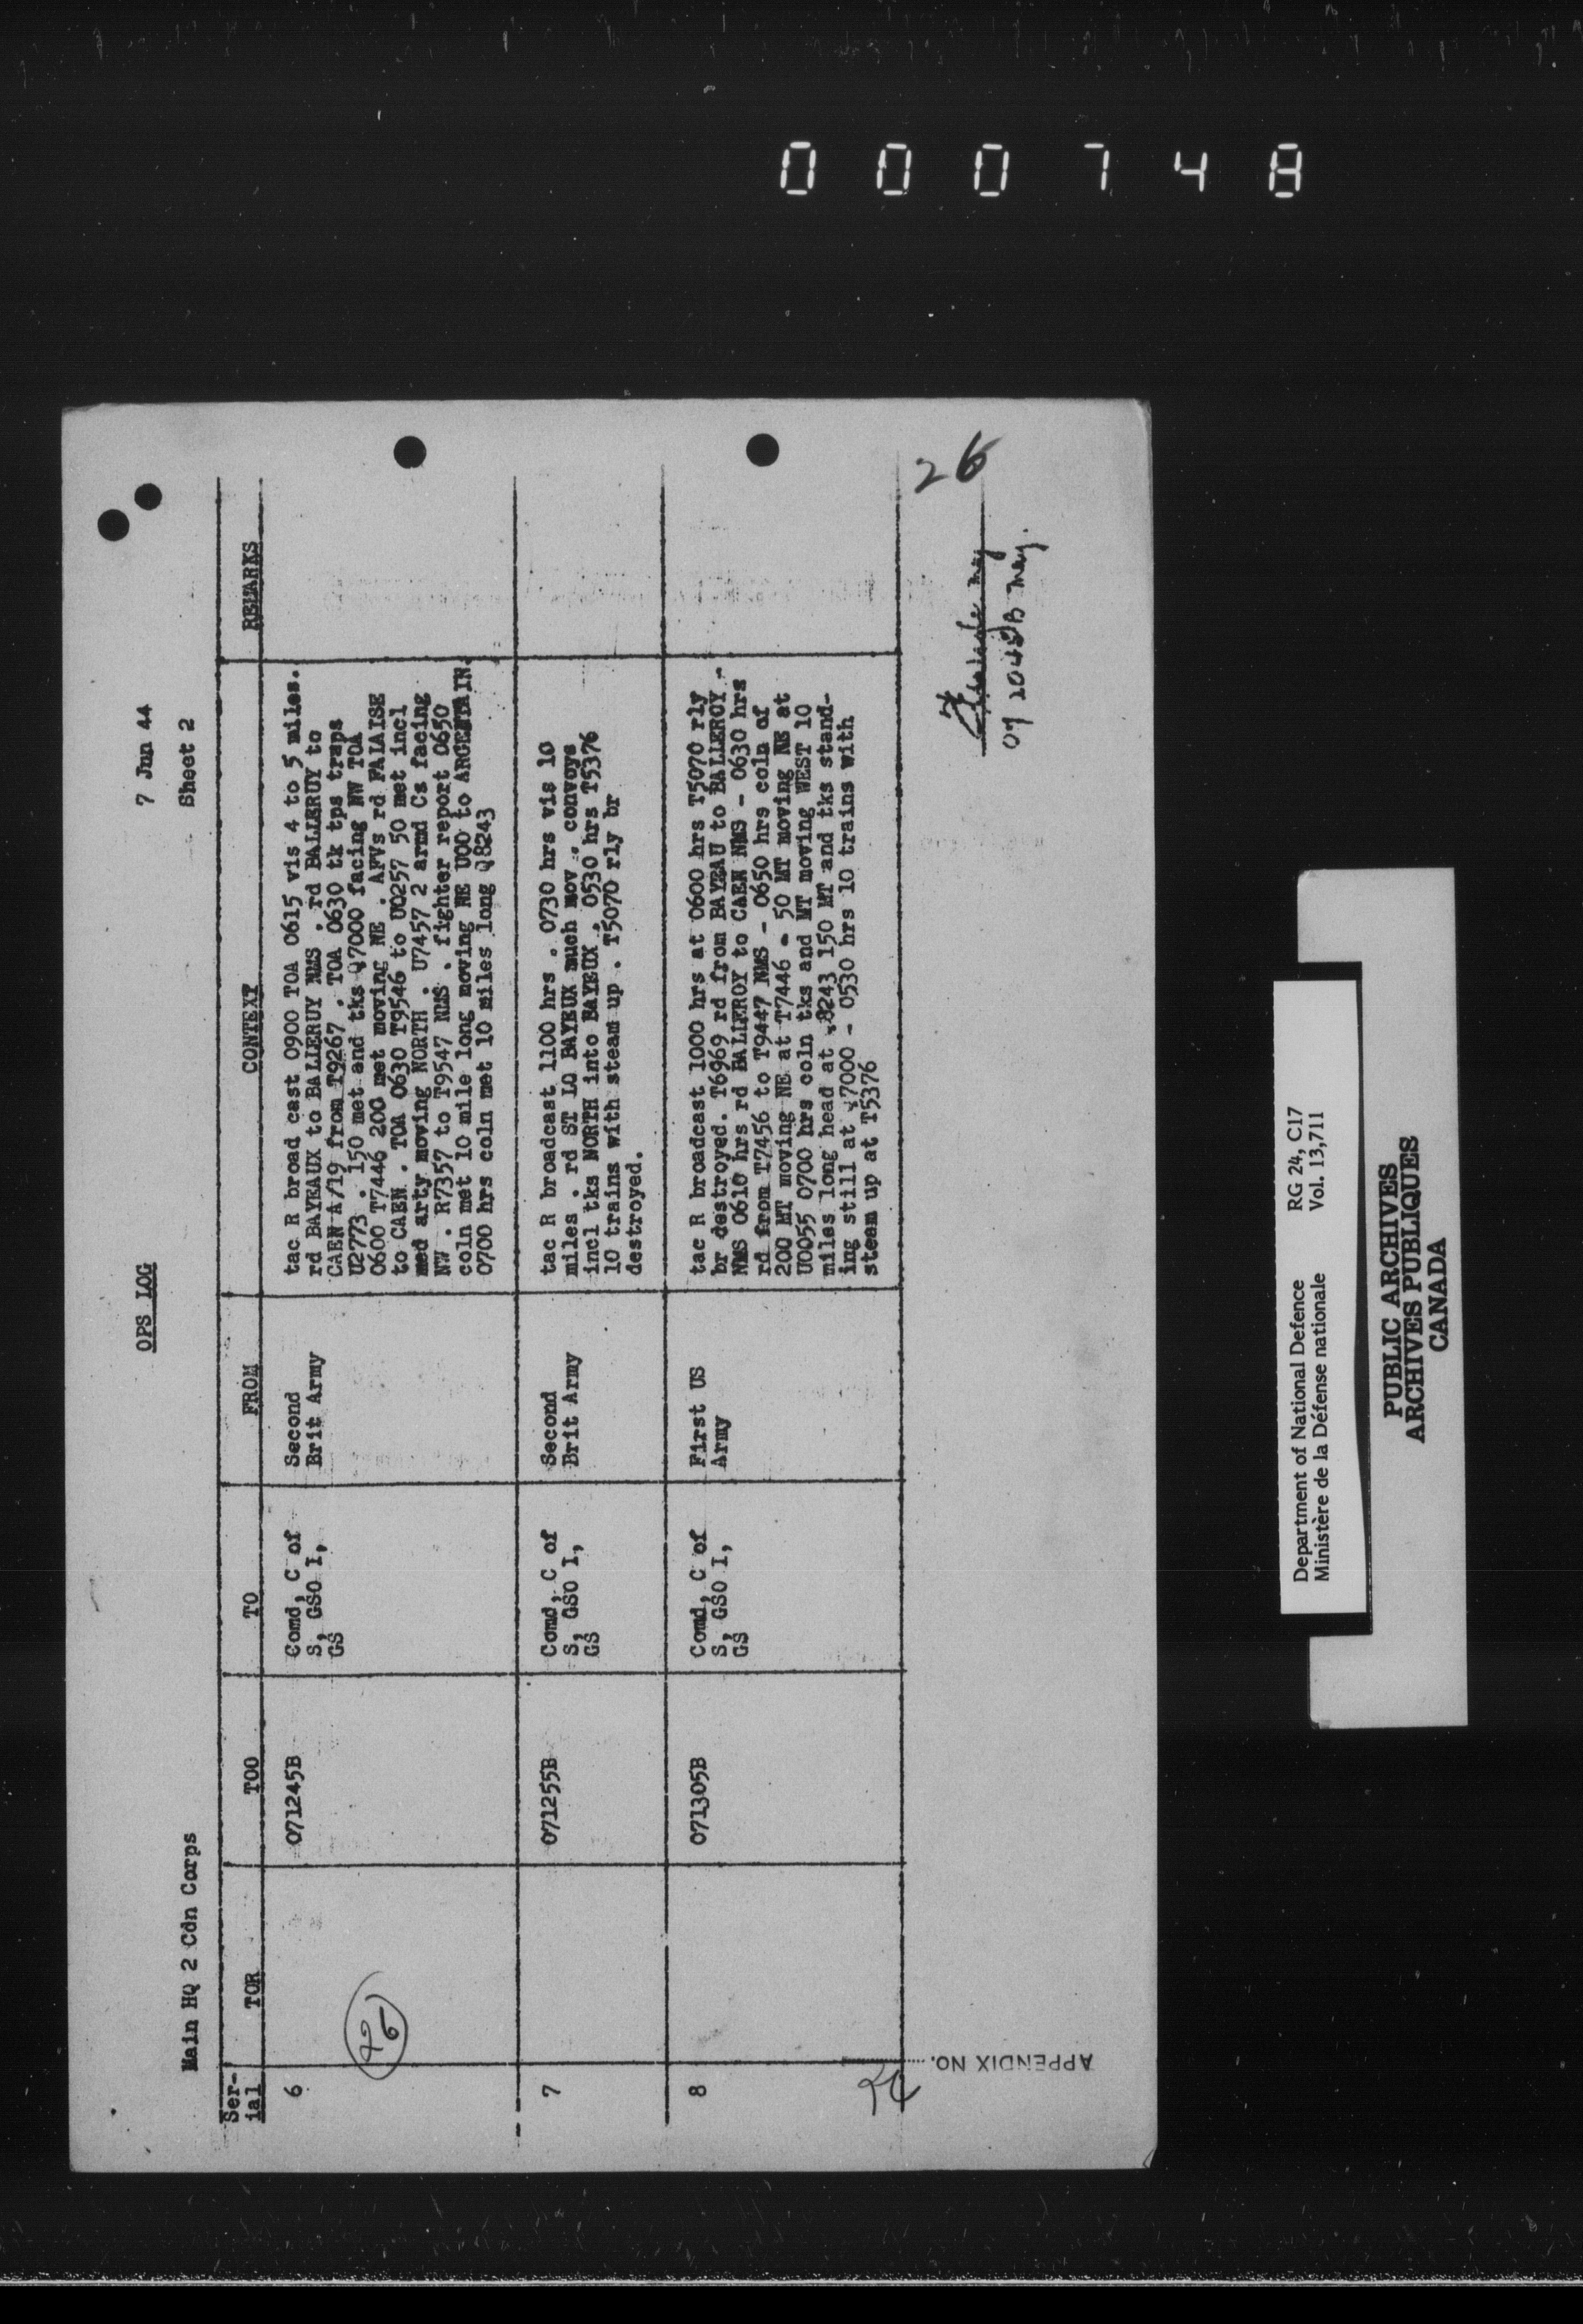 000748
OPS LOG
7 Jun 44
Main HQ 2 Cdn Corps
Sheet 2
Ser-
ial TOR TOO TO FROM CONTEXT REMARKS
6 071245B
Comd, C of
S, GSO I,
GS
Second
Brit Army
tac R broad cast 0900 TOA 0615 vis 4 to 5 miles.
rd BAYEAUX to BALIERUY NMS . rd BALLERUY to
CAEN A/19 from T9267 . TOA 0630 tk tps traps
U2773 . 150 met and tks Q7000 facing NW TOA
0600 T7446 200 met moving NE . AFVs rd FALAISE
to CAEN . TOA 0630 T9546 to U0257 50 met incl
med arty moving NORTH . U7457 2 armd Cs facing
NW . R7357 to T9547 NMS . fighter report 0650
coln met 10 mile long moving NE U00 to ARGENTAIN.
0700 hrs coln met 10 miles long Q8243
7 071255B
Comd, C of
S, GSO I,
GS
Second
Brit Army
tac R broadcast 1100 hrs . 0730 hrs vis 10
miles . rd ST LO BAYEUX much mov . convoys
incl tks NORTH into BAYEUX . 0530 hrs T5376
10 trains with steam up . T5070 rly br
destroyed.
8 071305B
Comd, C of
S, GSO I,
GS
First US
Army
tac R broadcast 1000 hrs at 0600 hrs T5070 rly
br destroyed. T6969 rd from BAYEAU to BALLEROY -
NMS 0610 hrs rd BALLEROY to CAEN NMS - 0630 hrs
rd from T7456 to T9447 NMS - 0650 hrs coln of
200 MT moving NE at T7446 - 50 MT moving NE at
U0055 0700 hrs coln tks and MT moving WEST 10
miles long head at 8243 150 MT and tks stand-
ing still at 7000 - 0530 hrs 10 trains with
steam up at T5376
26
26
07 2045B
APPENDIX NO.
Department of National Defence RG 24, C17
Ministère de la Défense nationale Vol. 13,711
PUBLIC ARCHIVES
ARCHIVES PUBLIQUES
CANADA